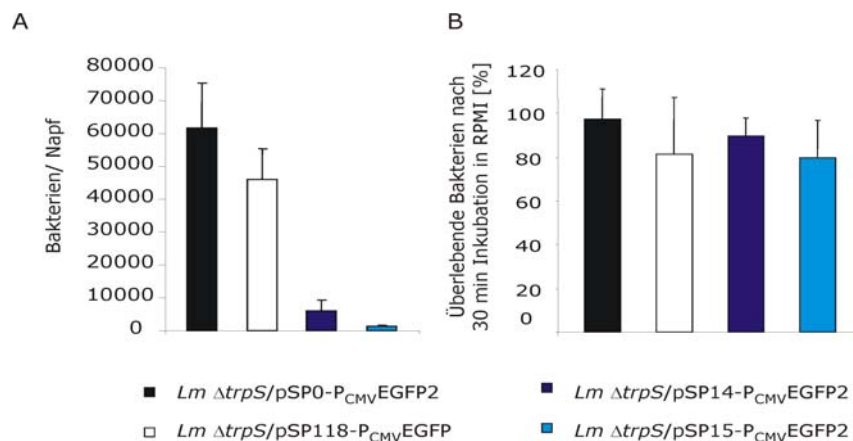 A
B
Bakterien/ Napf
80000
70000
60000
50000
40000
30000
20000
10000
0
Überlebende Bakterien nach
30 min Inkubation in RPMI [%]
120
100
80
60
40
20
0
Lm ΔtrpS/pSP0-PCMVEGFP2
Lm ΔtrpS/pSP118-PCMVEGFP
Lm ΔtrpS/pSP14-PCMVEGFP2
Lm ΔtrpS/pSP15-PCMVEGFP2